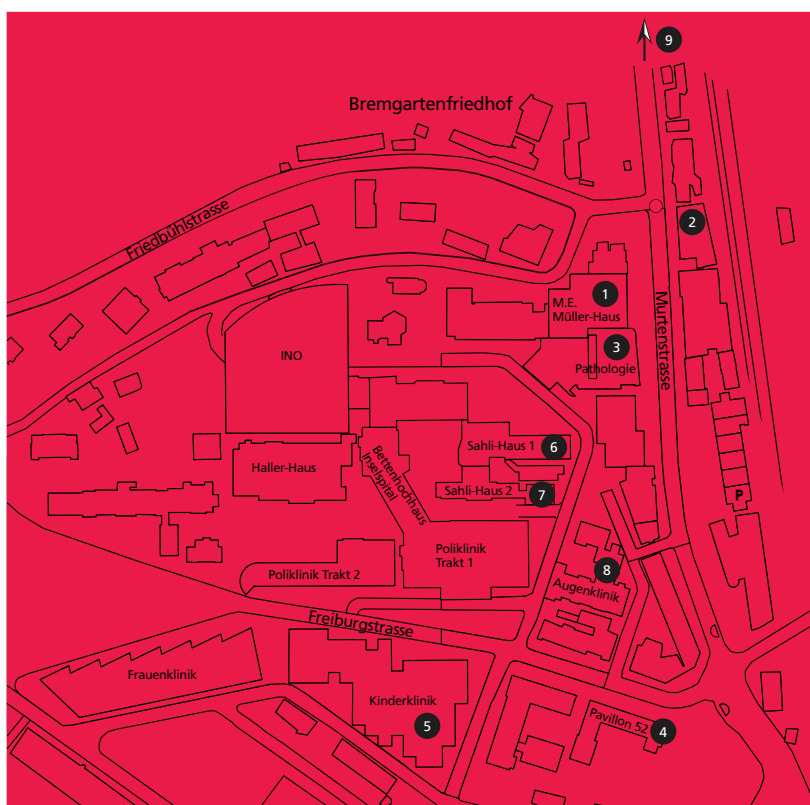 9
Bremgartenfriedhof
Friedbühlstrasse
2
1
M.E.
Müller-Haus
Murtenstrasse
3
Pathologie
INO
Sahli-Haus 1
6
Haller-Haus
Bettenhochhaus
Inselspital
Sahli-Haus 2
7
P
Poliklinik
Trakt 1
8
Poliklinik Trakt 2
Augenklinik
Freiburgstrasse
Frauenklinik
Kinderklinik
5
Pavillon 52
4